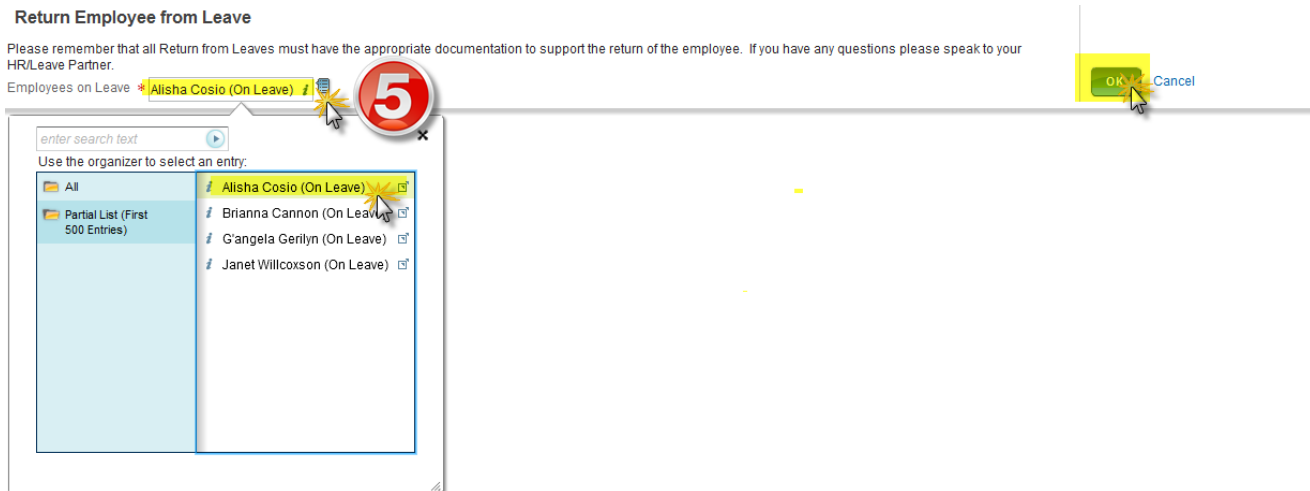 Return Employee from Leave
Please remember that all Return from Leaves must have the appropriate documentation to support the return of the employee. If you have any questions please speak to your
HR/Leave Partner.
Employees on Leave * Alisha Cosio (On Leave) i
5
OK Cancel
enter search text
x
Use the organizer to select an entry:
All
Partial List (First
500 Entries)
i Alisha Cosio (On Leave)
i Brianna Cannon (On Leave)
i G'angela Gerilyn (On Leave)
i Janet Willcoxson (On Leave)